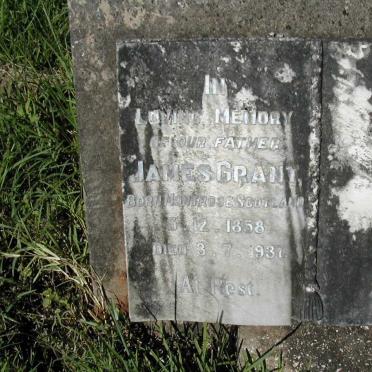 In
Loving Memory
of our Father
James Grant
Born Montrose Scotland
12. 1858
Died 3. 7. 1931
At Rest.